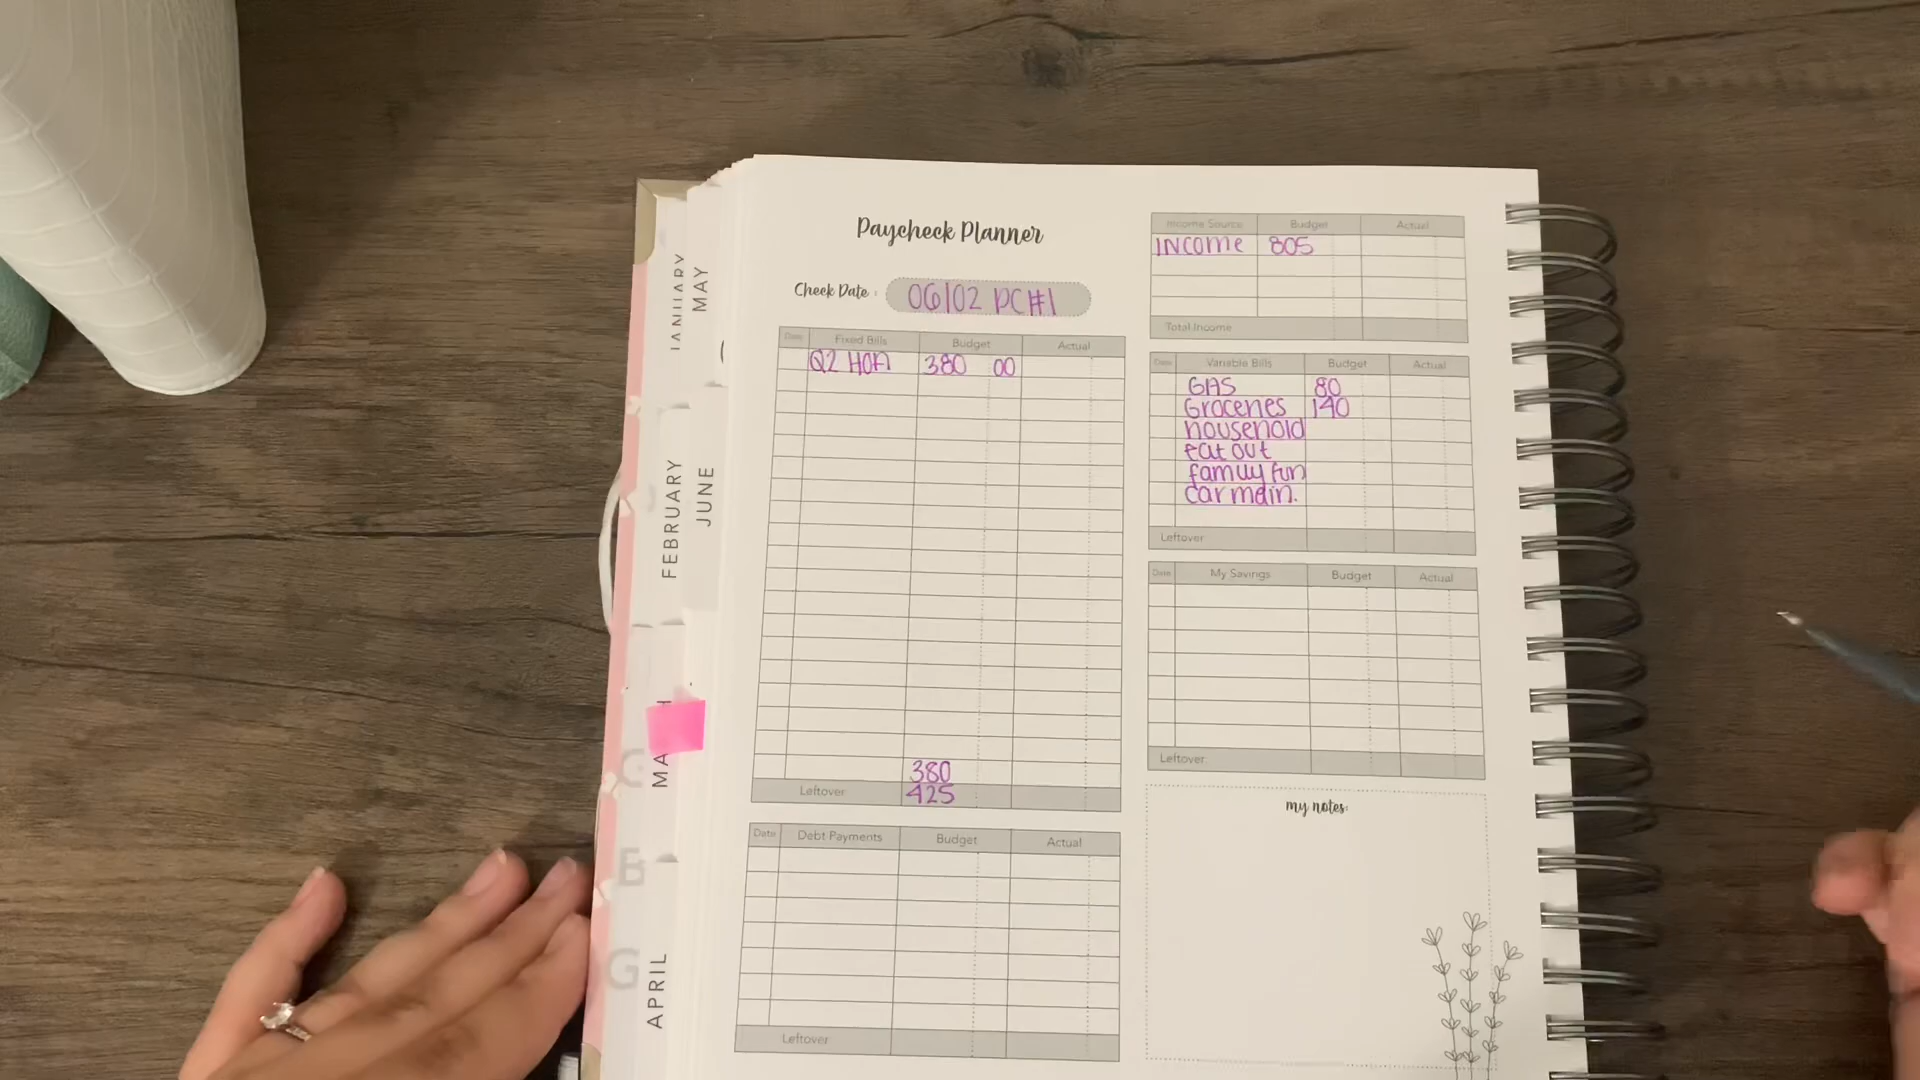 Paycheck Planner
Check Date : 06/02 PC#1
Date Fixed Bills Budget Actual
Q2 HOA 380 00
380
Leftover 425
Date Debt Payments Budget Actual
Leftover
Income Source Budget Actual
INCOME 805
Total Income
Date Variable Bills Budget Actual
GAS 80
Groceries 140
household
eat out
family fun
car main.
Leftover
Date My Savings Budget Actual
Leftover
my notes:
JANUARY
FEBRUARY
MARCH
APRIL
MAY
JUNE
G
B
G